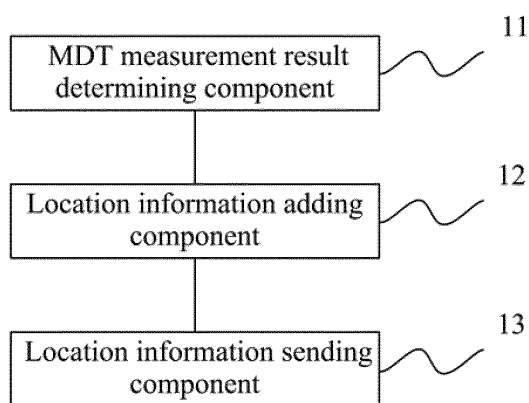 11
MDT measurement result
determining component
12
Location information adding
component
13
Location information sending
component